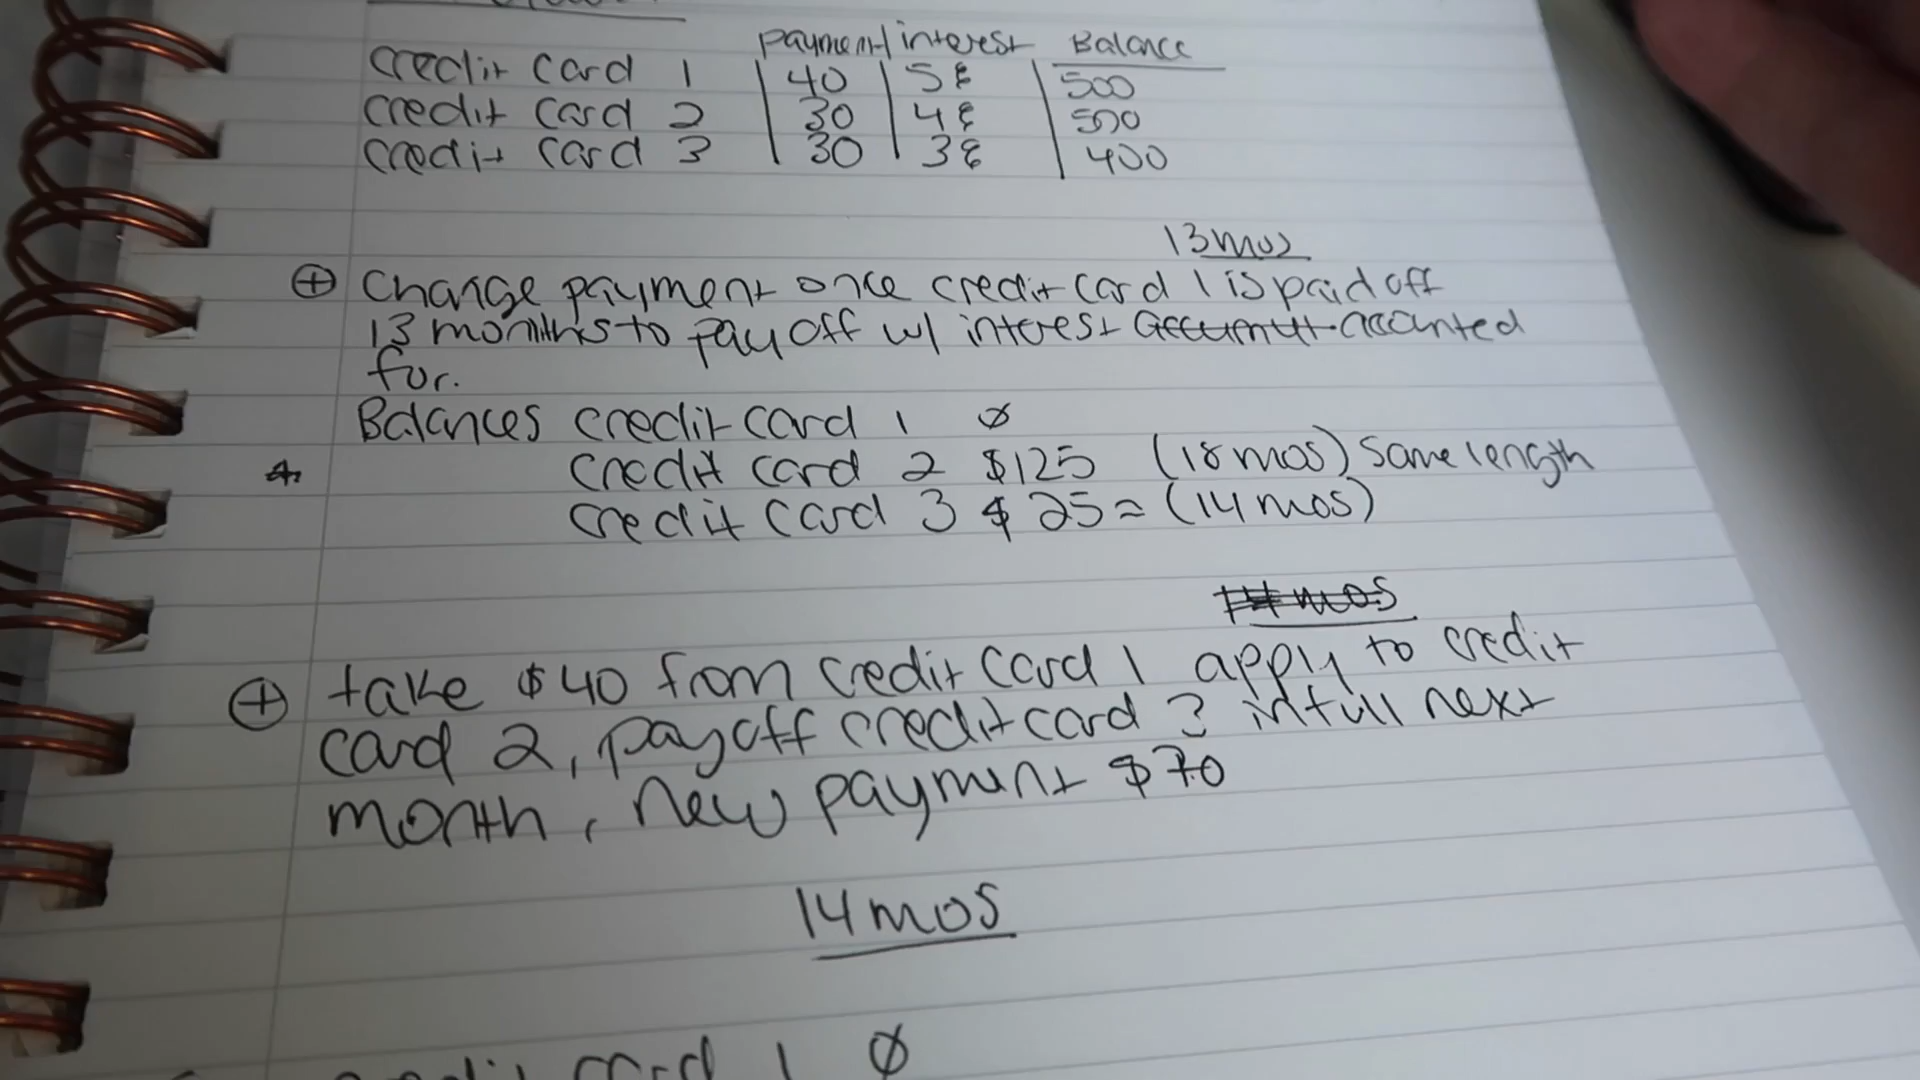 payment interest Balance
Credit Card 1 40 5¢ 500
Credit Card 2 30 4¢ 500
Credit Card 3 30 3¢ 400
13 mos
⊕ Change payment once credit card 1 is paid off
13 months to pay off w/ interest accounted
for.
Balances credit card 1 ∅
credit card 2 $125 (18 mos) same length
credit card 3 $25 = (14 mos)
14 mos
⊕ take $40 from credit card 1 apply to credit
card 2, pay off credit card 3 in full next
month, new payment $70
14 mos
card 1 ∅